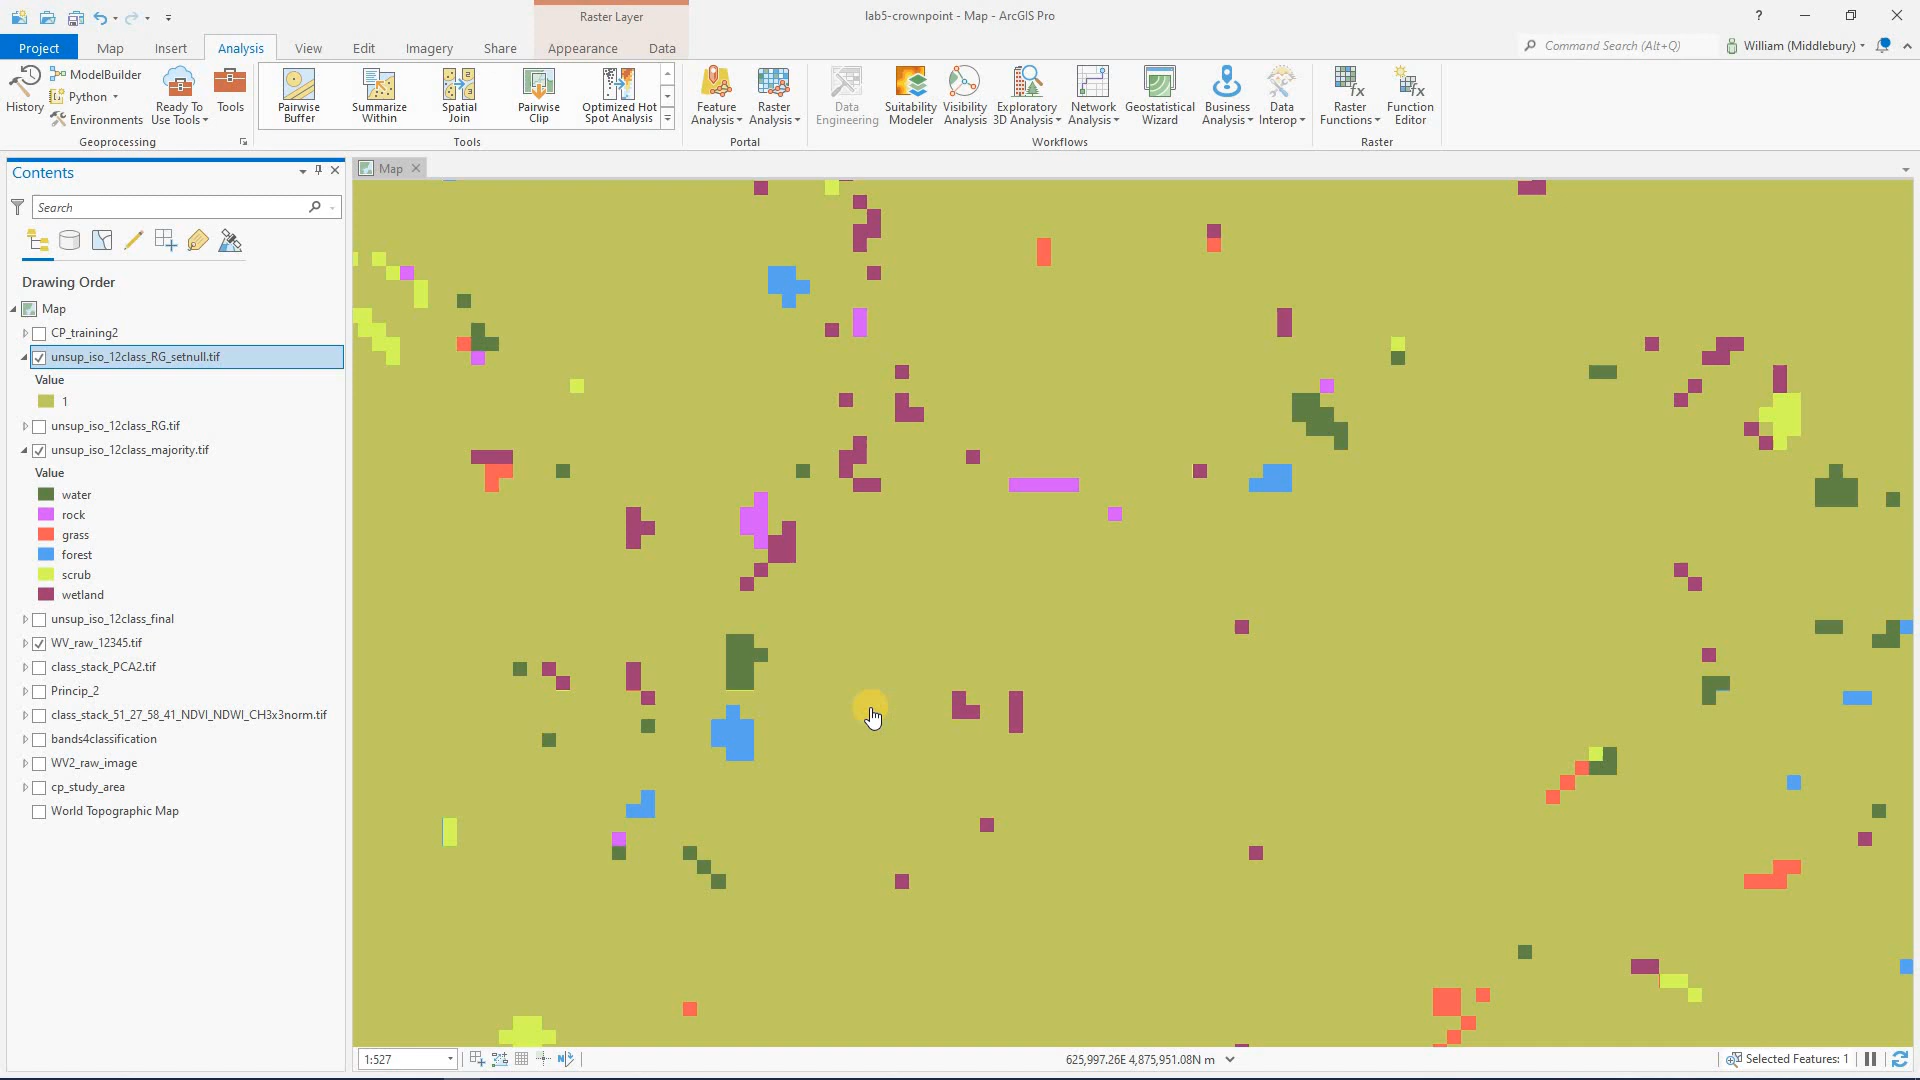 Raster Layer
lab5-crownpoint - Map - ArcGIS Pro
?
Project
Map
Insert
Analysis
View
Edit
Imagery
Share
Appearance
Data
Command Search (Alt+Q)
William (Middlebury)
History
ModelBuilder
Python
Environments
Ready To Use Tools
Tools
Geoprocessing
Pairwise Buffer
Summarize Within
Spatial Join
Pairwise Clip
Optimized Hot Spot Analysis
Tools
Feature Analysis
Raster Analysis
Portal
Data Engineering
Suitability Modeler
Visibility Analysis
Exploratory 3D Analysis
Network Analysis
Geostatistical Wizard
Business Analysis
Data Interop
Workflows
Raster Functions
Function Editor
Raster
Contents
Search
Drawing Order
Map
CP_training2
unsup_iso_12class_RG_setnull.tif
Value
1
unsup_iso_12class_RG.tif
unsup_iso_12class_majority.tif
Value
water
rock
grass
forest
scrub
wetland
unsup_iso_12class_final
WV_raw_12345.tif
class_stack_PCA2.tif
Princip_2
class_stack_51_27_58_41_NDVI_NDWI_CH3x3norm.tif
bands4classification
WV2_raw_image
cp_study_area
World Topographic Map
Map
1:527
625,997.26E 4,875,951.08N m
Selected Features: 1